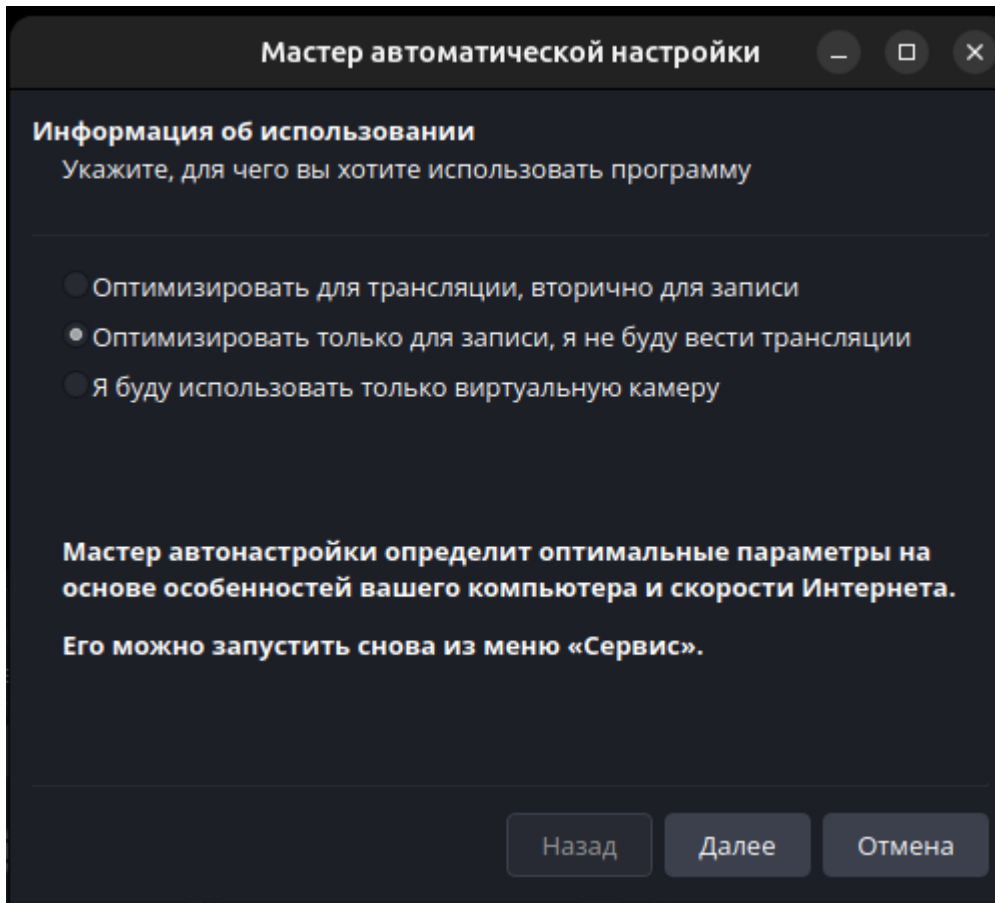 Мастер автоматической настройки
Информация об использовании
Укажите, для чего вы хотите использовать программу
Оптимизировать для трансляции, вторично для записи
Оптимизировать только для записи, я не буду вести трансляции
Я буду использовать только виртуальную камеру
Мастер автонастройки определит оптимальные параметры на
основе особенностей вашего компьютера и скорости Интернета.
Его можно запустить снова из меню «Сервис».
Назад Далее Отмена